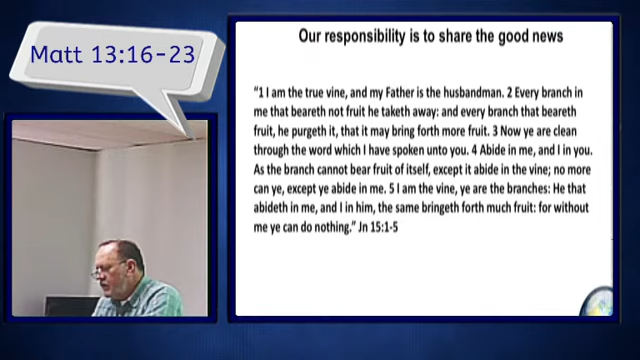 Matt 13:16-23
Our responsibility is to share the good news
“1 I am the true vine, and my Father is the husbandman. 2 Every branch in
me that beareth not fruit he taketh away: and every branch that beareth
fruit, he purgeth it, that it may bring forth more fruit. 3 Now ye are clean
through the word which I have spoken unto you. 4 Abide in me, and I in you.
As the branch cannot bear fruit of itself, except it abide in the vine; no more
can ye, except ye abide in me. 5 I am the vine, ye are the branches: He that
abideth in me, and I in him, the same bringeth forth much fruit: for without
me ye can do nothing.” Jn 15:1-5